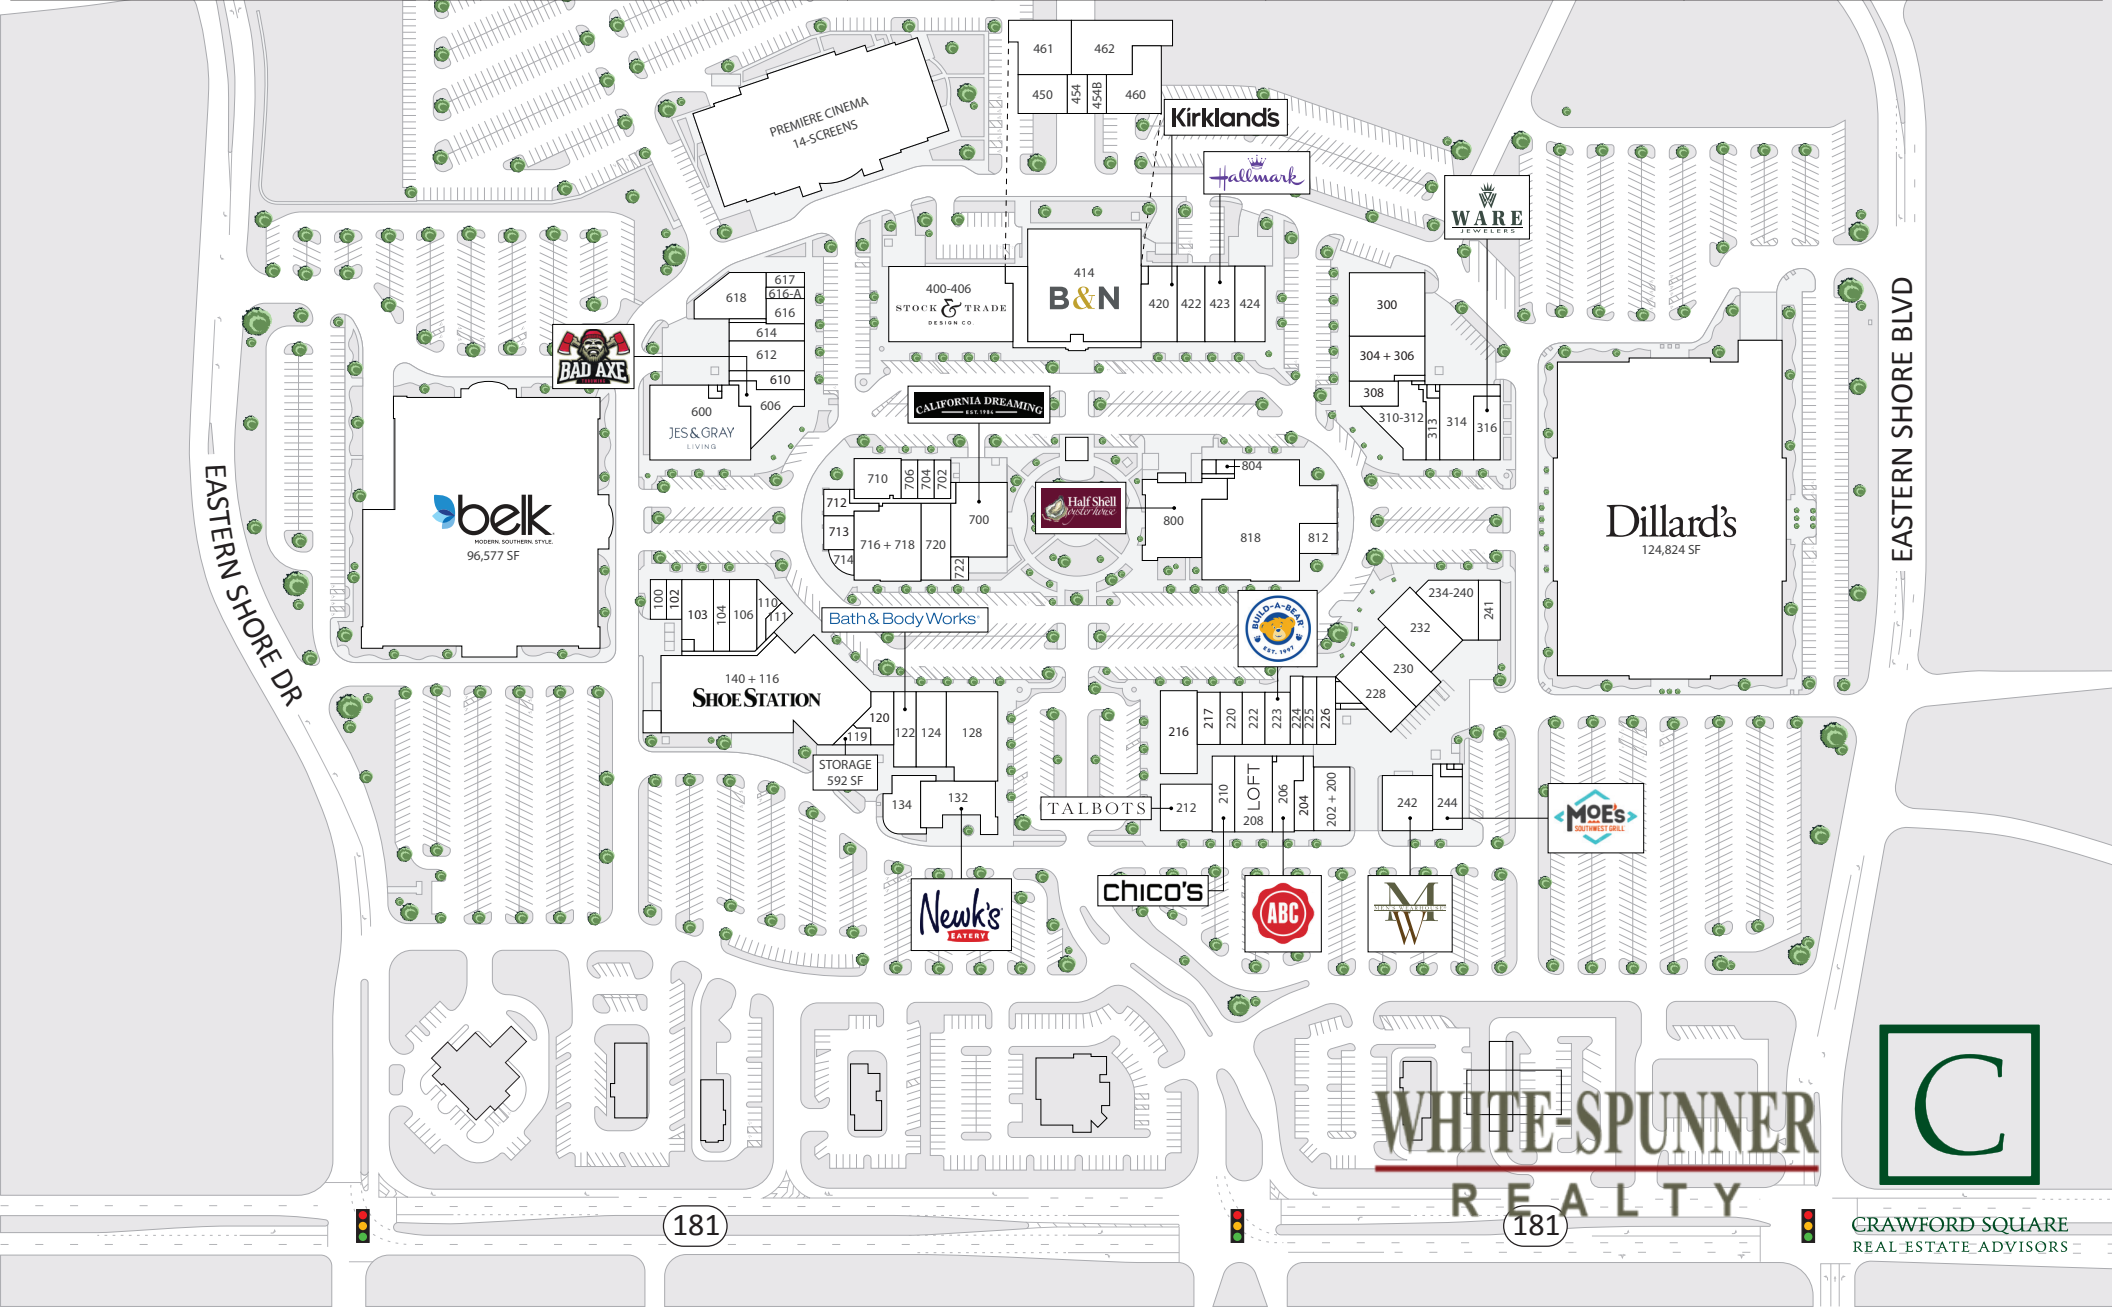 461
462
450
454
454B
460
PREMIERE CINEMA
14-SCREENS
Kirkland's
Hallmark
WARE
JEWELERS
617
616-A
618
616
614
612
610
606
BAD AXE
THROWING
600
JES&GRAY
LIVING
400-406
STOCK & TRADE
DESIGN CO.
414
B&N
420
422
423
424
300
304 + 306
308
310-312
313
314
316
CALIFORNIA DREAMING
EST. 1984
710
706
704
702
712
713
714
716 + 718
720
722
700
Half Shell
oysterhouse
800
804
818
812
belk
MODERN. SOUTHERN. STYLE.
96,577 SF
Dillard's
124,824 SF
EASTERN SHORE DR
EASTERN SHORE BLVD
100
102
103
104
106
110
111
Bath & Body Works
140 + 116
SHOE STATION
120
119
122
124
128
STORAGE
592 SF
134
132
Newk's
EATERY
BUILD-A-BEAR
EST. 1997
234-240
241
232
230
228
216
217
220
222
223
224
225
226
TALBOTS
212
210
LOFT
208
206
204
202 + 200
242
244
MOE's
SOUTHWEST GRILL
chico's
ABC
M
MEN'S WEARHOUSE
W
WHITE-SPUNNER
REALTY
C
CRAWFORD SQUARE
REAL ESTATE ADVISORS
181
181